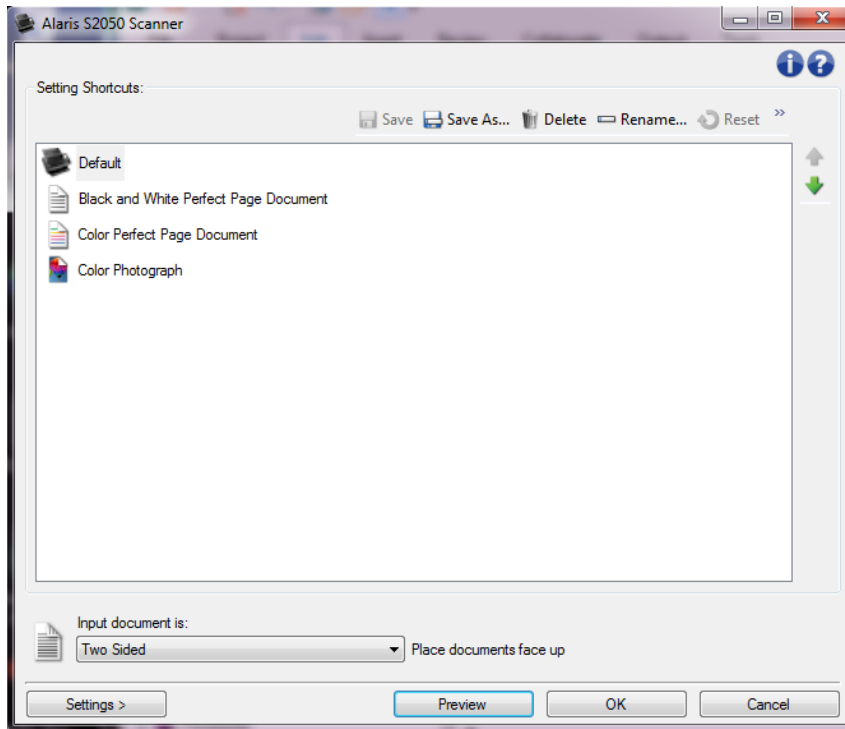 Alaris S2050 Scanner
Setting Shortcuts:
Save Save As... Delete Rename... Reset »
Default
Black and White Perfect Page Document
Color Perfect Page Document
Color Photograph
Input document is:
Two Sided Place documents face up
Settings > Preview OK Cancel